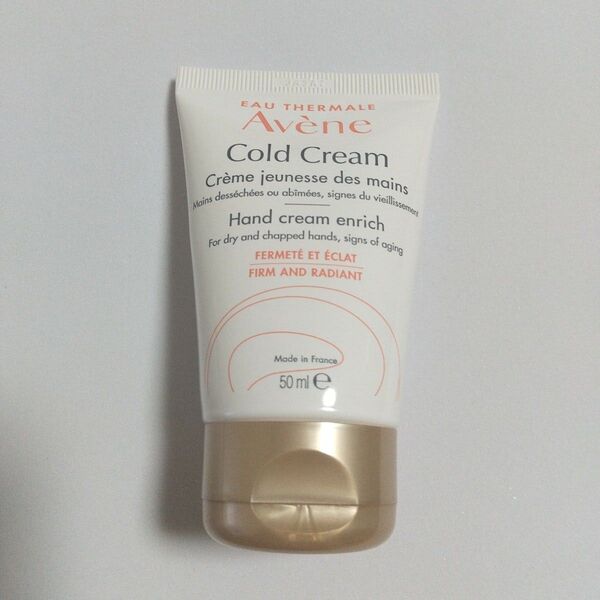 EAU THERMALE
Avène
Cold Cream
Crème jeunesse des mains
Mains desséchées ou abîmées, signes du vieillissement
Hand cream enrich
For dry and chapped hands, signs of aging
FERMETÉ ET ÉCLAT
FIRM AND RADIANT
Made in France
50 ml ℮